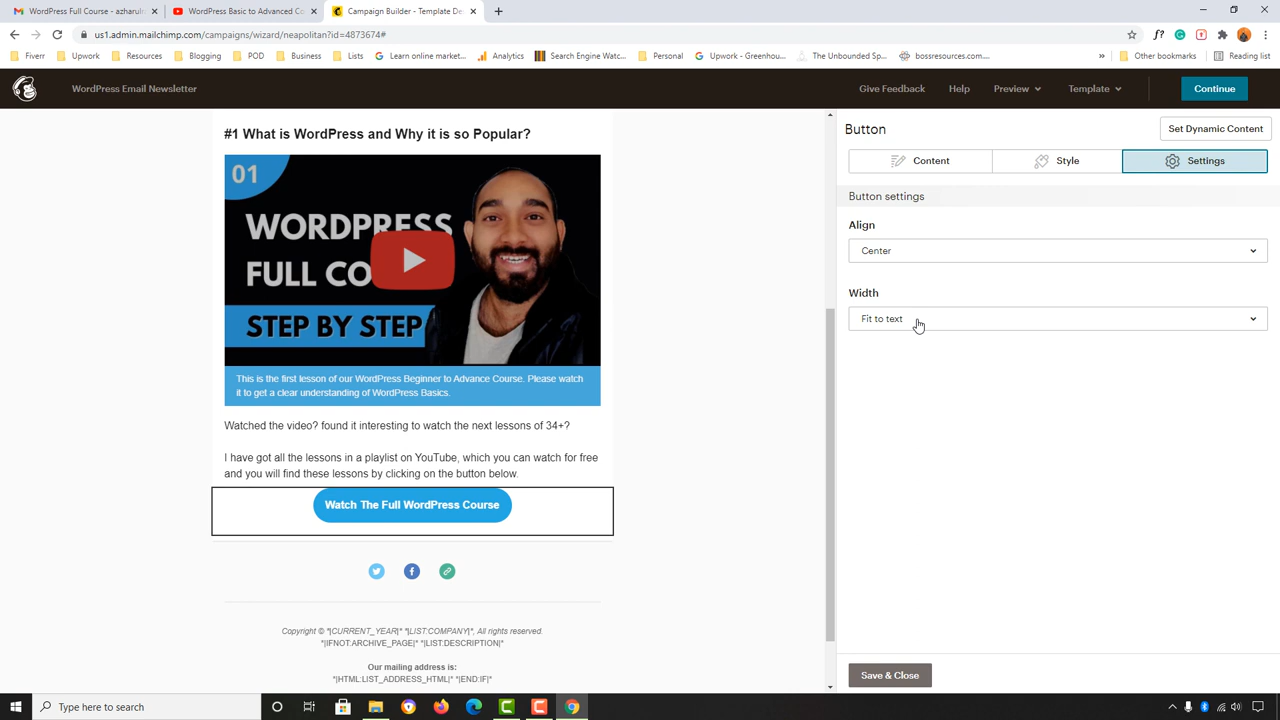 WordPress Full Course - azharul
WordPress Basic to Advanced Co
Campaign Builder - Template De
us1.admin.mailchimp.com/campaigns/wizard/neapolitan?id=4873674#
Fiverr
Upwork
Resources
Blogging
POD
Business
Lists
Learn online market...
Analytics
Search Engine Watc...
Personal
Upwork - Greenhou...
The Unbounded Sp...
bossresources.com...
»
Other bookmarks
Reading list
WordPress Email Newsletter
Give Feedback
Help
Preview
Template
Continue
#1 What is WordPress and Why it is so Popular?
01
WORDPRESS
FULL CO
STEP BY STEP
This is the first lesson of our WordPress Beginner to Advance Course. Please watch
it to get a clear understanding of WordPress Basics.
Watched the video? found it interesting to watch the next lessons of 34+?
I have got all the lessons in a playlist on YouTube, which you can watch for free
and you will find these lessons by clicking on the button below.
Watch The Full WordPress Course
Copyright © *|CURRENT_YEAR|* *|LIST:COMPANY|*, All rights reserved.
*|IFNOT:ARCHIVE_PAGE|* *|LIST:DESCRIPTION|*
Our mailing address is:
*|HTML:LIST_ADDRESS_HTML|* *|END:IF|*
Button
Set Dynamic Content
Content
Style
Settings
Button settings
Align
Center
Width
Fit to text
Save & Close
Type here to search